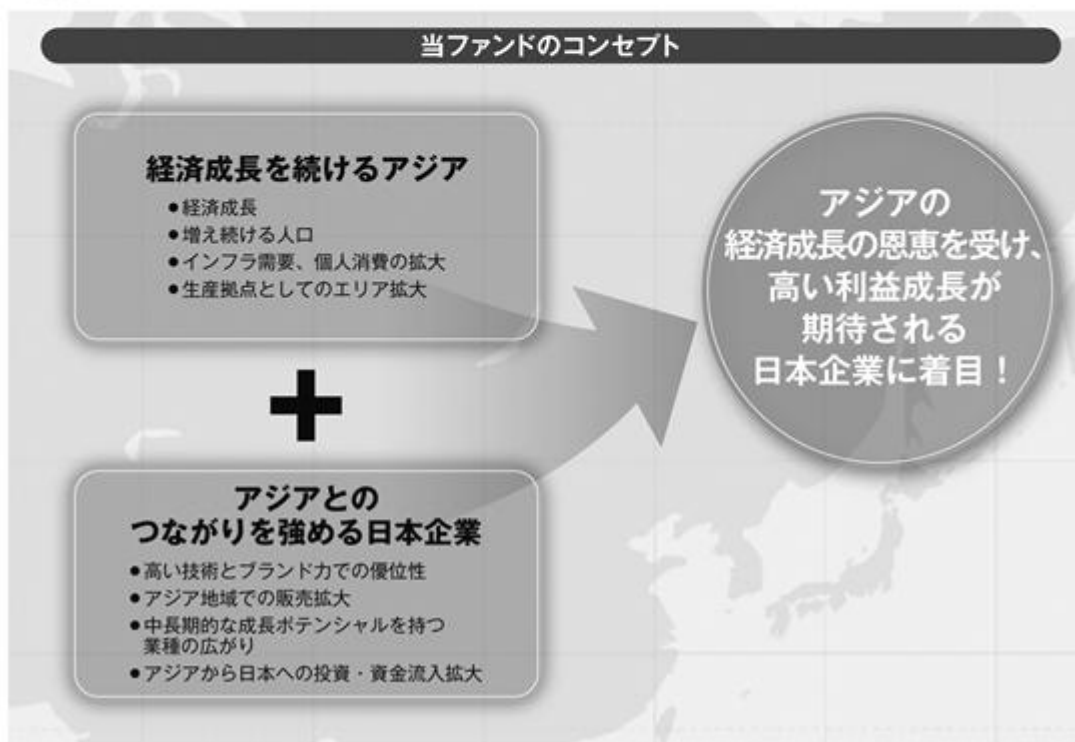 当ファンドのコンセプト
経済成長を続けるアジア
●経済成長
●増え続ける人口
●インフラ需要、個人消費の拡大
●生産拠点としてのエリア拡大
+
アジアとの
つながりを強める日本企業
●高い技術とブランド力での優位性
●アジア地域での販売拡大
●中長期的な成長ポテンシャルを持つ
業種の広がり
●アジアから日本への投資・資金流入拡大
アジアの
経済成長の恩恵を受け、
高い利益成長が
期待される
日本企業に着目！